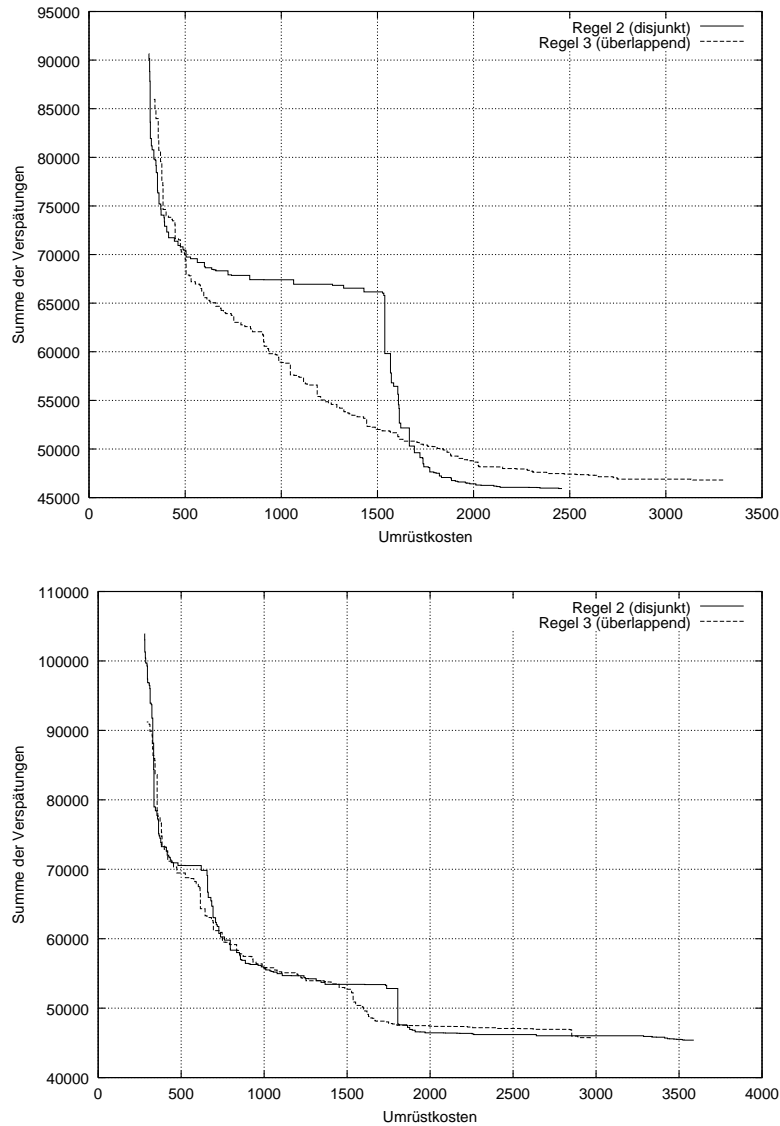 95000
90000
85000
80000
75000
70000
65000
60000
55000
50000
45000
0 500 1000 1500 2000 2500 3000 3500
Summe der Verspätungen
Umrüstkosten
Regel 2 (disjunkt)
Regel 3 (überlappend)
110000
100000
90000
80000
70000
60000
50000
40000
0 500 1000 1500 2000 2500 3000 3500 4000
Summe der Verspätungen
Umrüstkosten
Regel 2 (disjunkt)
Regel 3 (überlappend)